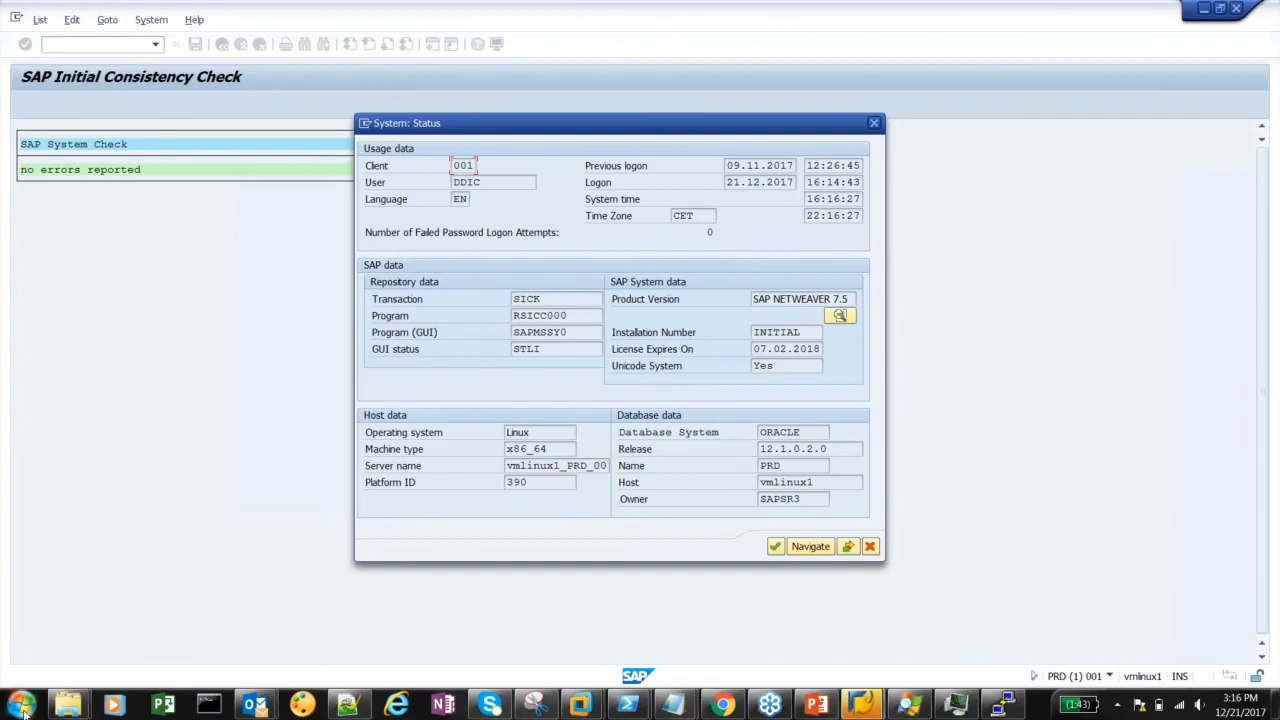 List Edit Goto System Help
SAP Initial Consistency Check
SAP System Check
no errors reported
System: Status
Usage data
Client 001 Previous logon 09.11.2017 12:26:45
User DDIC Logon 21.12.2017 16:14:43
Language EN System time 16:16:27
Time Zone CET 22:16:27
Number of Failed Password Logon Attempts: 0
SAP data
Repository data SAP System data
Transaction SICK Product Version SAP NETWEAVER 7.5
Program RSICC000
Program (GUI) SAPMSSY0 Installation Number INITIAL
GUI status STLI License Expires On 07.02.2018
Unicode System Yes
Host data Database data
Operating system Linux Database System ORACLE
Machine type x86_64 Release 12.1.0.2.0
Server name vmlinux1_PRD_00 Name PRD
Platform ID 390 Host vmlinux1
Owner SAPSR3
Navigate
SAP PRD (1) 001 vmlinux1 INS
(1:43) 3:16 PM
12/21/2017